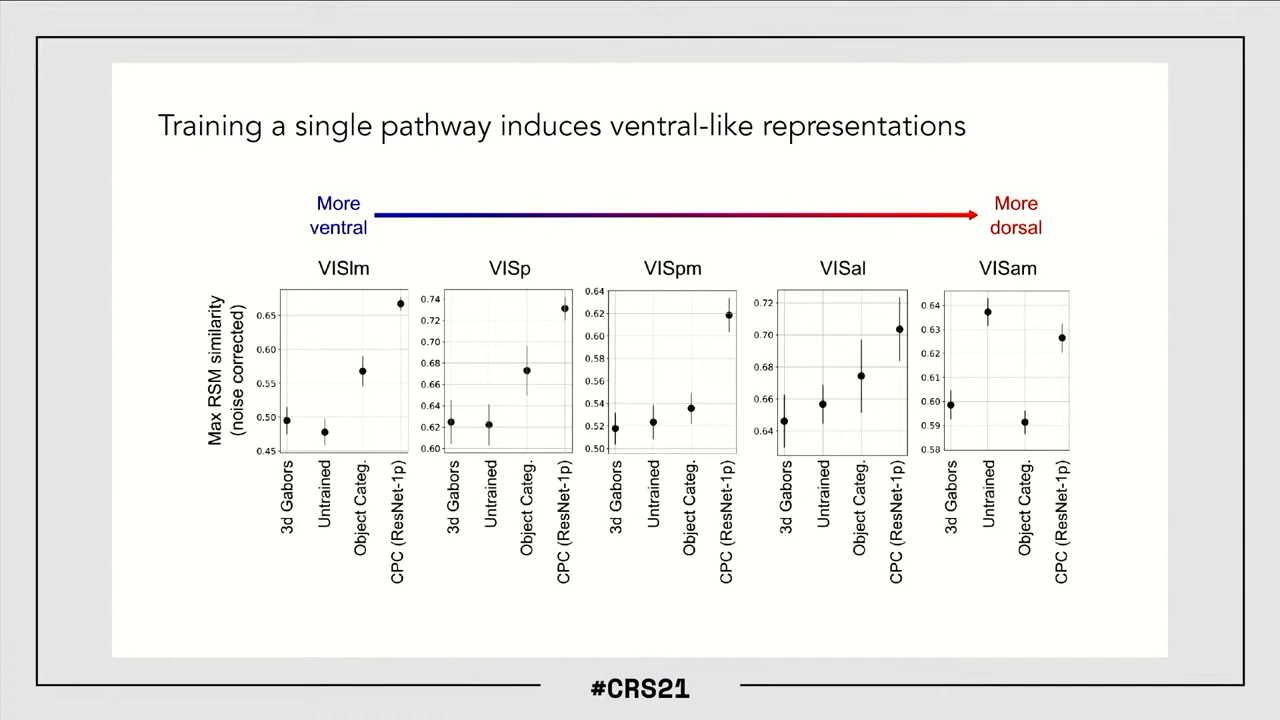 Training a single pathway induces ventral-like representations
More
ventral
More
dorsal
VISlm
VISp
VISpm
VISal
VISam
Max RSM similarity
(noise corrected)
0.65
0.60
0.55
0.50
0.45
0.74
0.72
0.70
0.68
0.66
0.64
0.62
0.60
0.64
0.62
0.60
0.58
0.56
0.54
0.52
0.50
0.72
0.70
0.68
0.66
0.64
0.64
0.63
0.62
0.61
0.60
0.59
0.58
3d Gabors
Untrained
Object Categ.
CPC (ResNet-1p)
3d Gabors
Untrained
Object Categ.
CPC (ResNet-1p)
3d Gabors
Untrained
Object Categ.
CPC (ResNet-1p)
3d Gabors
Untrained
Object Categ.
CPC (ResNet-1p)
3d Gabors
Untrained
Object Categ.
CPC (ResNet-1p)
#CRS21